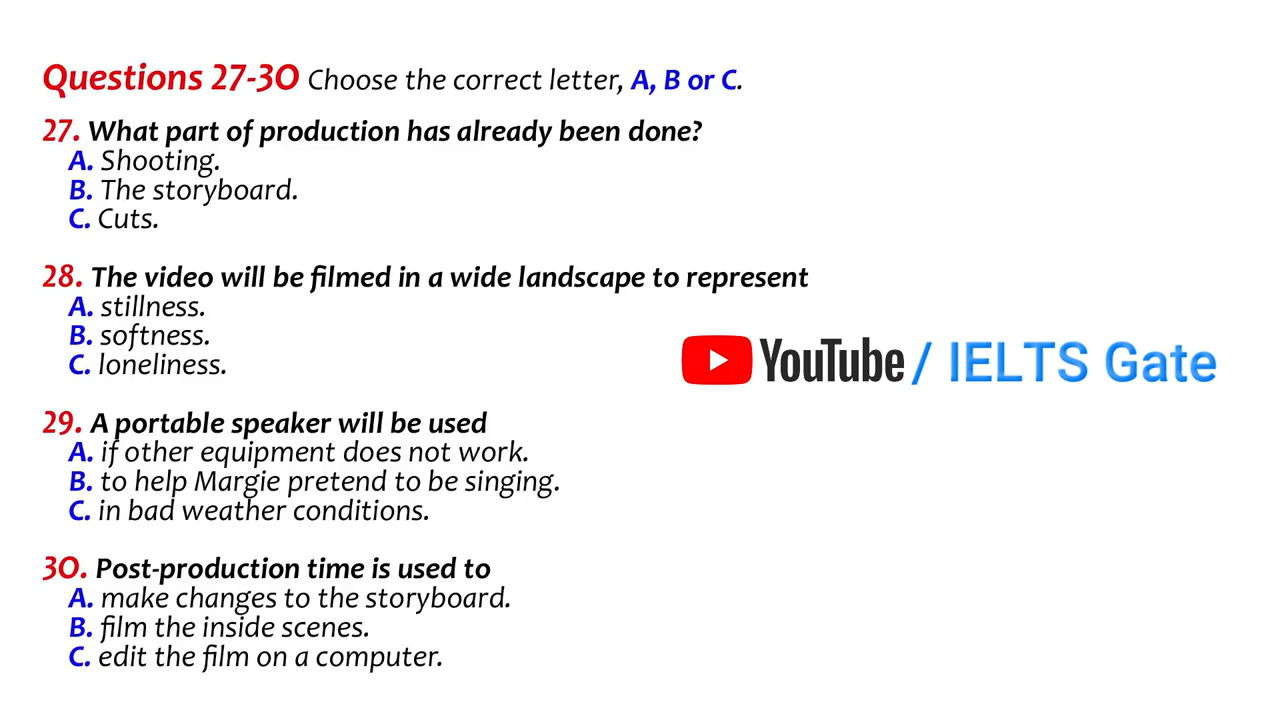 Questions 27-30 Choose the correct letter, A, B or C.
27. What part of production has already been done?
A. Shooting.
B. The storyboard.
C. Cuts.
28. The video will be filmed in a wide landscape to represent
A. stillness.
B. softness.
C. loneliness.
YouTube / IELTS Gate
29. A portable speaker will be used
A. if other equipment does not work.
B. to help Margie pretend to be singing.
C. in bad weather conditions.
30. Post-production time is used to
A. make changes to the storyboard.
B. film the inside scenes.
C. edit the film on a computer.